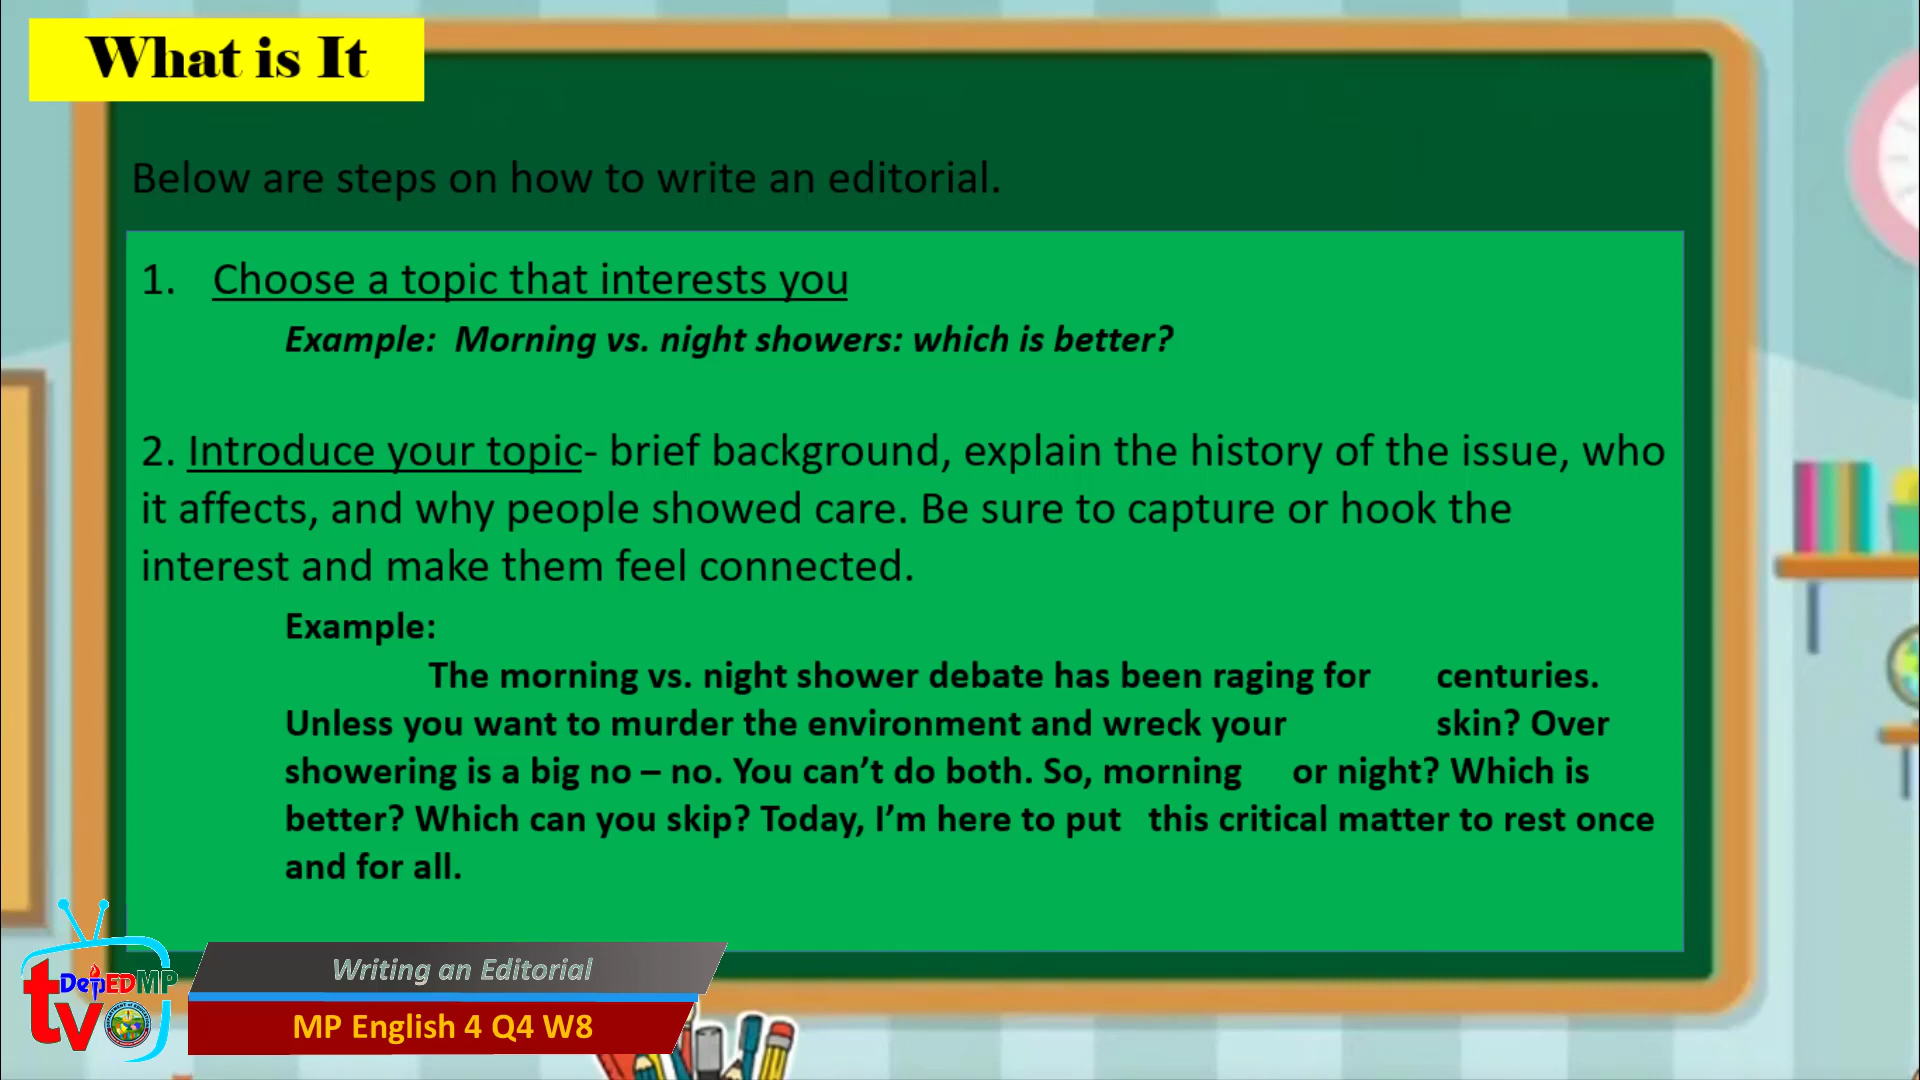 What is It
Below are steps on how to write an editorial.
1. Choose a topic that interests you
Example: Morning vs. night showers: which is better?
2. Introduce your topic- brief background, explain the history of the issue, who
it affects, and why people showed care. Be sure to capture or hook the
interest and make them feel connected.
Example:
The morning vs. night shower debate has been raging for centuries.
Unless you want to murder the environment and wreck your skin? Over
showering is a big no – no. You can’t do both. So, morning or night? Which is
better? Which can you skip? Today, I’m here to put this critical matter to rest once
and for all.
DepEDMP
tv
Writing an Editorial
MP English 4 Q4 W8